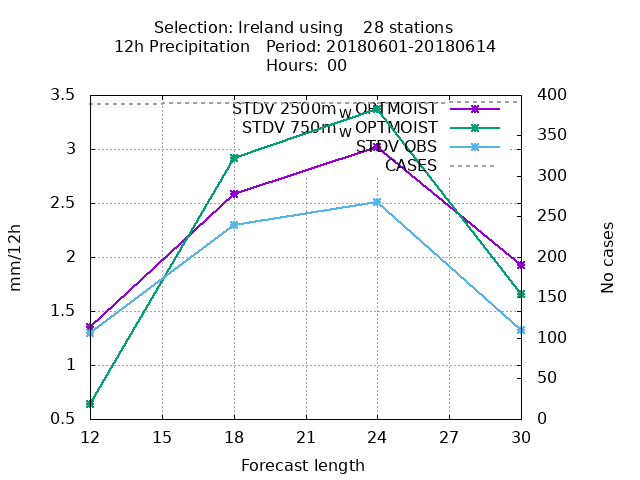 Selection: Ireland using    28 stations
12h Precipitation   Period: 20180601-20180614
Hours:  00
STDV 2500m_W OPTMOIST
STDV 750m_W OPTMOIST
STDV OBS
CASES
3.5
3
2.5
2
1.5
1
0.5
mm/12h
400
350
300
250
200
150
100
50
0
No cases
12 15 18 21 24 27 30
Forecast length